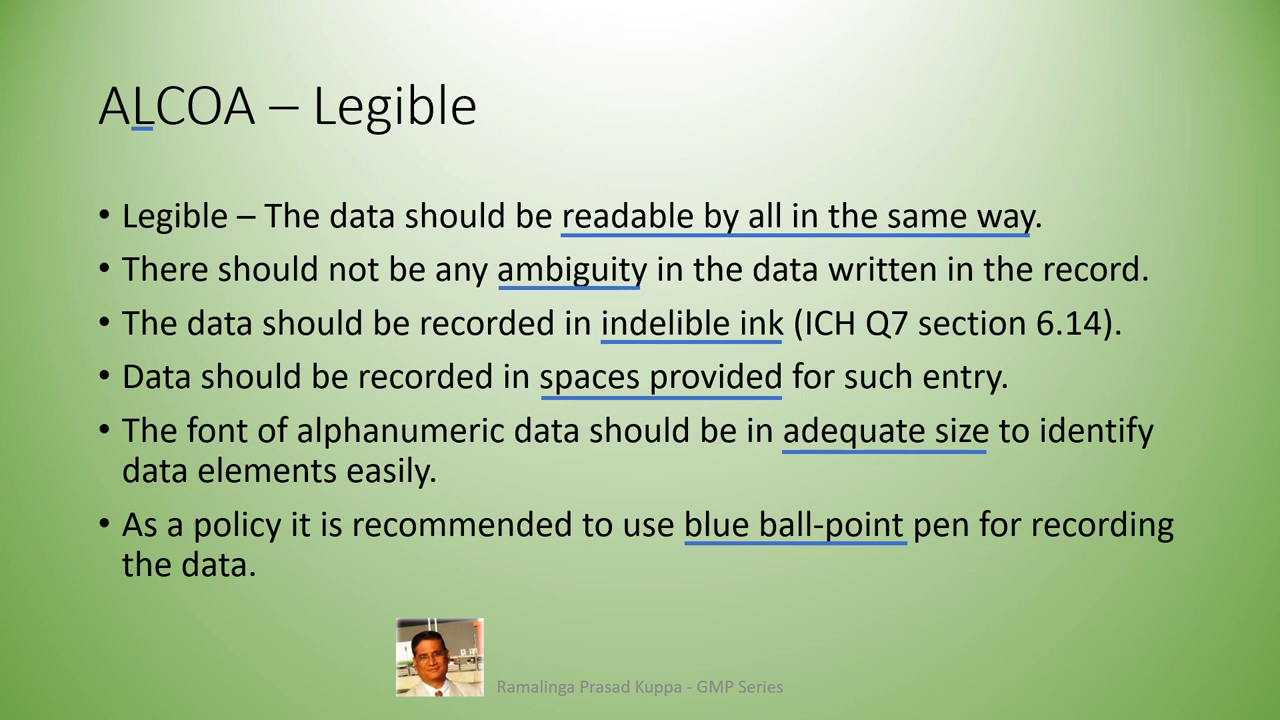 ALCOA – Legible
• Legible – The data should be readable by all in the same way.
• There should not be any ambiguity in the data written in the record.
• The data should be recorded in indelible ink (ICH Q7 section 6.14).
• Data should be recorded in spaces provided for such entry.
• The font of alphanumeric data should be in adequate size to identify
data elements easily.
• As a policy it is recommended to use blue ball-point pen for recording
the data.
Ramalinga Prasad Kuppa - GMP Series